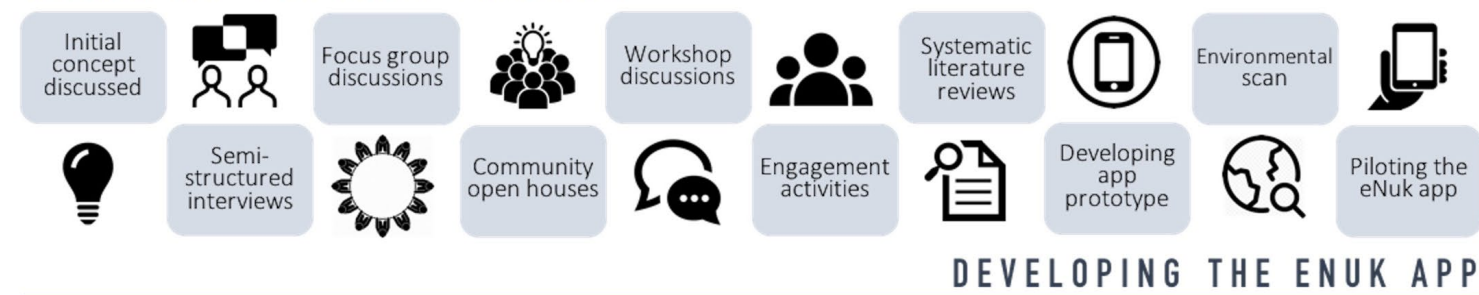 Initial
concept
discussed
Semi-
structured
interviews
Focus group
discussions
Community
open houses
Workshop
discussions
Engagement
activities
Systematic
literature
reviews
Developing
app
prototype
Environmental
scan
Piloting the
eNuk app
DEVELOPING THE ENUK APP